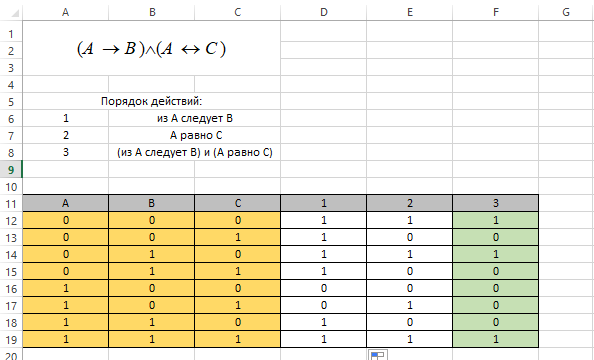 A B C D E F G
1
2 (A → B)∧(A ↔ C)
3
4
5 Порядок действий:
6 1 из A следует B
7 2 A равно C
8 3 (из A следует B) и (A равно C)
9
10
11 A B C 1 2 3
12 0 0 0 1 1 1
13 0 0 1 1 0 0
14 0 1 0 1 1 1
15 0 1 1 1 0 0
16 1 0 0 0 0 0
17 1 0 1 0 1 0
18 1 1 0 1 0 0
19 1 1 1 1 1 1
20